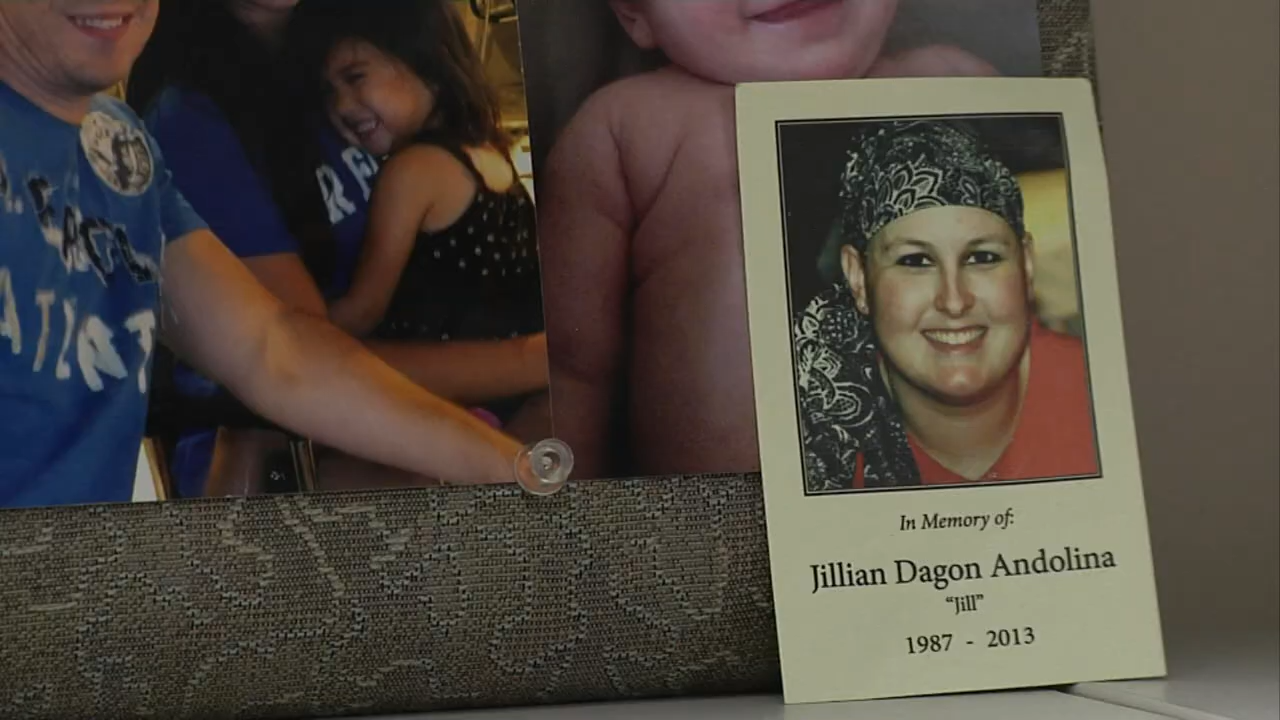 In Memory of:
Jillian Dagon Andolina
“Jill”
1987 - 2013